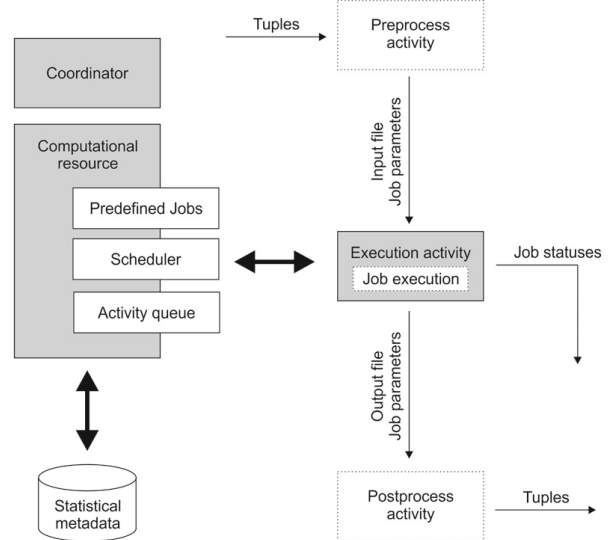 Tuples
Preprocess
activity
Coordinator
Computational
resource
Predefined Jobs
Scheduler
Activity queue
Input file
Job parameters
Execution activity
Job execution
Job statuses
Output file
Job parameters
Statistical
metadata
Postprocess
activity
Tuples